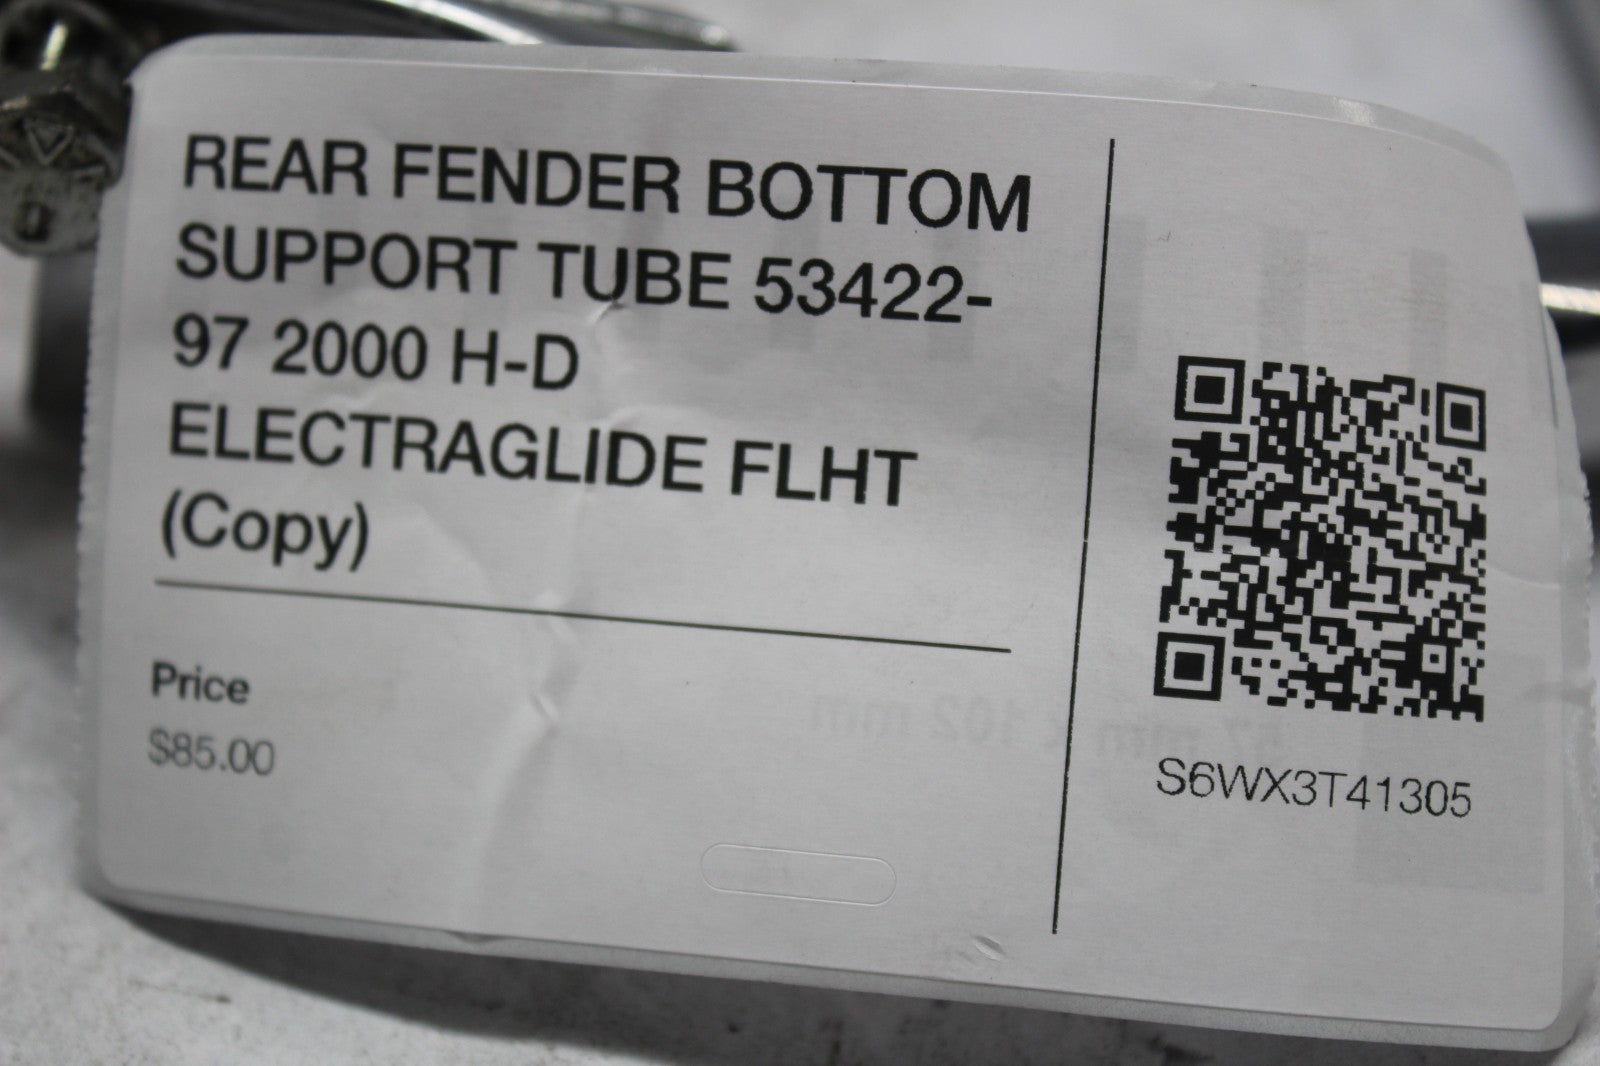 REAR FENDER BOTTOM
SUPPORT TUBE 53422-
97 2000 H-D
ELECTRAGLIDE FLHT
(Copy)
Price
$85.00
S6WX3T41305